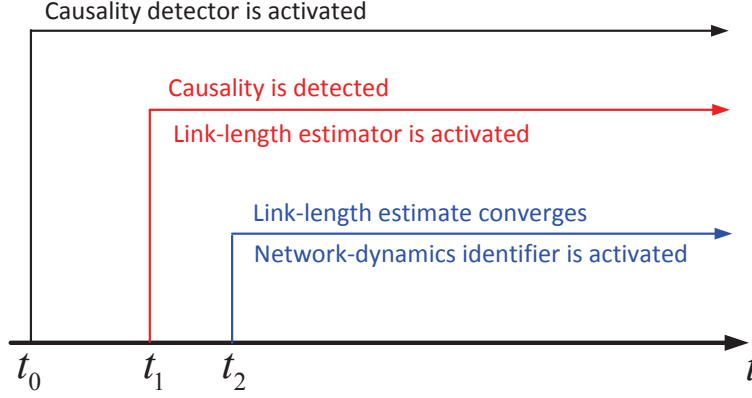 Causality detector is activated
Causality is detected
Link-length estimator is activated
Link-length estimate converges
Network-dynamics identifier is activated
t0 t1 t2 t